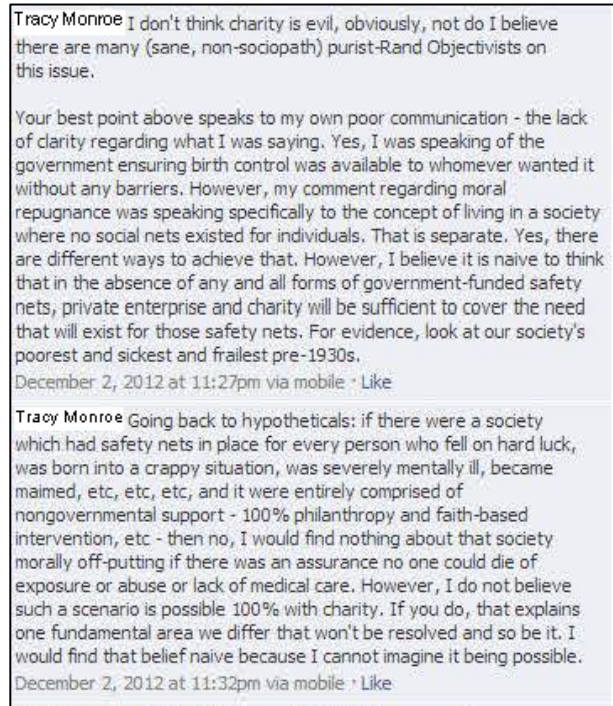 Tracy Monroe I don't think charity is evil, obviously, not do I believe
there are many (sane, non-sociopath) purist-Rand Objectivists on
this issue.
Your best point above speaks to my own poor communication - the lack
of clarity regarding what I was saying. Yes, I was speaking of the
government ensuring birth control was available to whomever wanted it
without any barriers. However, my comment regarding moral
repugnance was speaking specifically to the concept of living in a society
where no social nets existed for individuals. That is separate. Yes, there
are different ways to achieve that. However, I believe it is naive to think
that in the absence of any and all forms of government-funded safety
nets, private enterprise and charity will be sufficient to cover the need
that will exist for those safety nets. For evidence, look at our society's
poorest and sickest and frailest pre-1930s.
December 2, 2012 at 11:27pm via mobile · Like
Tracy Monroe Going back to hypotheticals: if there were a society
which had safety nets in place for every person who fell on hard luck,
was born into a crappy situation, was severely mentally ill, became
maimed, etc, etc, etc, and it were entirely comprised of
nongovernmental support - 100% philanthropy and faith-based
intervention, etc - then no, I would find nothing about that society
morally off-putting if there was an assurance no one could die of
exposure or abuse or lack of medical care. However, I do not believe
such a scenario is possible 100% with charity. If you do, that explains
one fundamental area we differ that won't be resolved and so be it. I
would find that belief naive because I cannot imagine it being possible.
December 2, 2012 at 11:32pm via mobile · Like